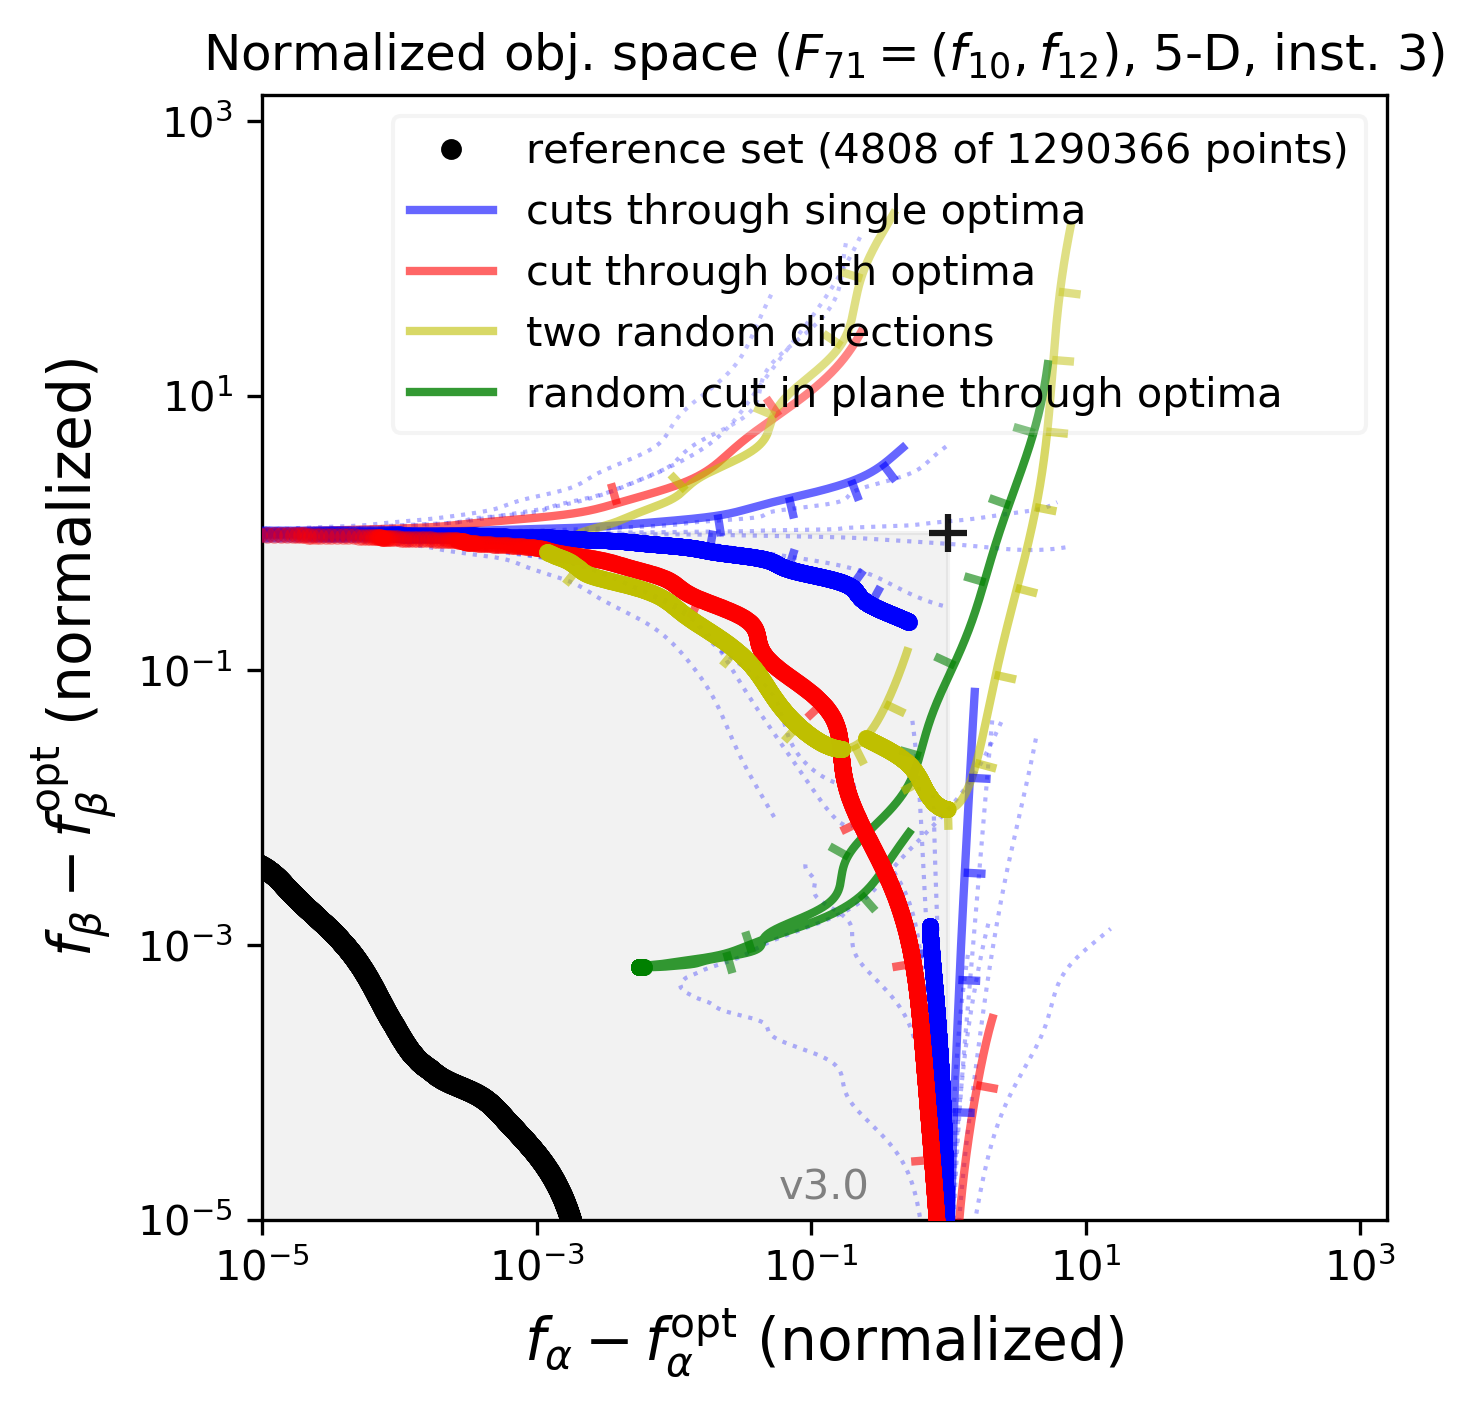 Normalized obj. space (F₇₁ = (f₁₀, f₁₂), 5-D, inst. 3)
reference set (4808 of 1290366 points)
cuts through single optima
cut through both optima
two random directions
random cut in plane through optima
10³
10¹
10⁻¹
10⁻³
10⁻⁵
f_β − f_β^opt (normalized)
v3.0
10⁻⁵ 10⁻³ 10⁻¹ 10¹ 10³
f_α − f_α^opt (normalized)